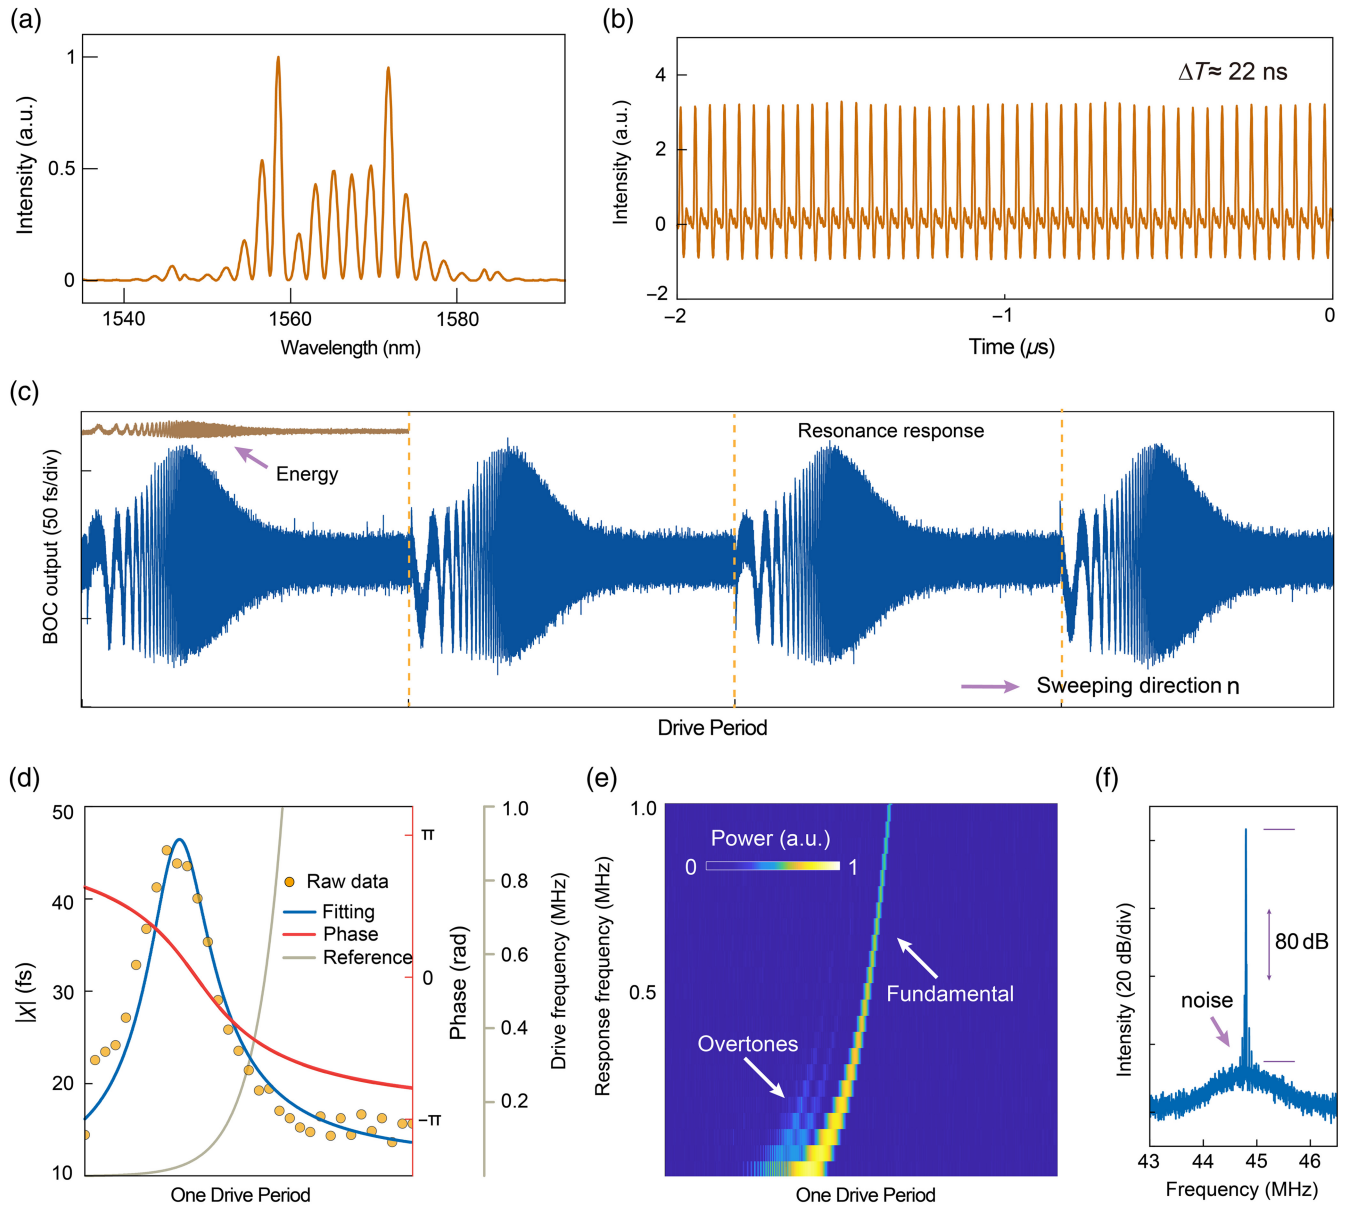 (a)
Intensity (a.u.)
1
0.5
0
1540
1560
1580
Wavelength (nm)
(b)
Intensity (a.u.)
4
2
0
−2
ΔT≈ 22 ns
−2
−1
0
Time (μs)
(c)
BOC output (50 fs/div)
Energy
Resonance response
Sweeping direction n
Drive Period
(d)
|χ| (fs)
50
40
30
20
10
Raw data
Fitting
Phase
Reference
π
0
−π
Phase (rad)
1.0
0.8
0.6
0.4
0.2
Drive frequency (MHz)
One Drive Period
(e)
Response frequency (MHz)
1.0
0.5
Power (a.u.)
0
1
Fundamental
Overtones
One Drive Period
(f)
Intensity (20 dB/div)
80 dB
noise
43
44
45
46
Frequency (MHz)